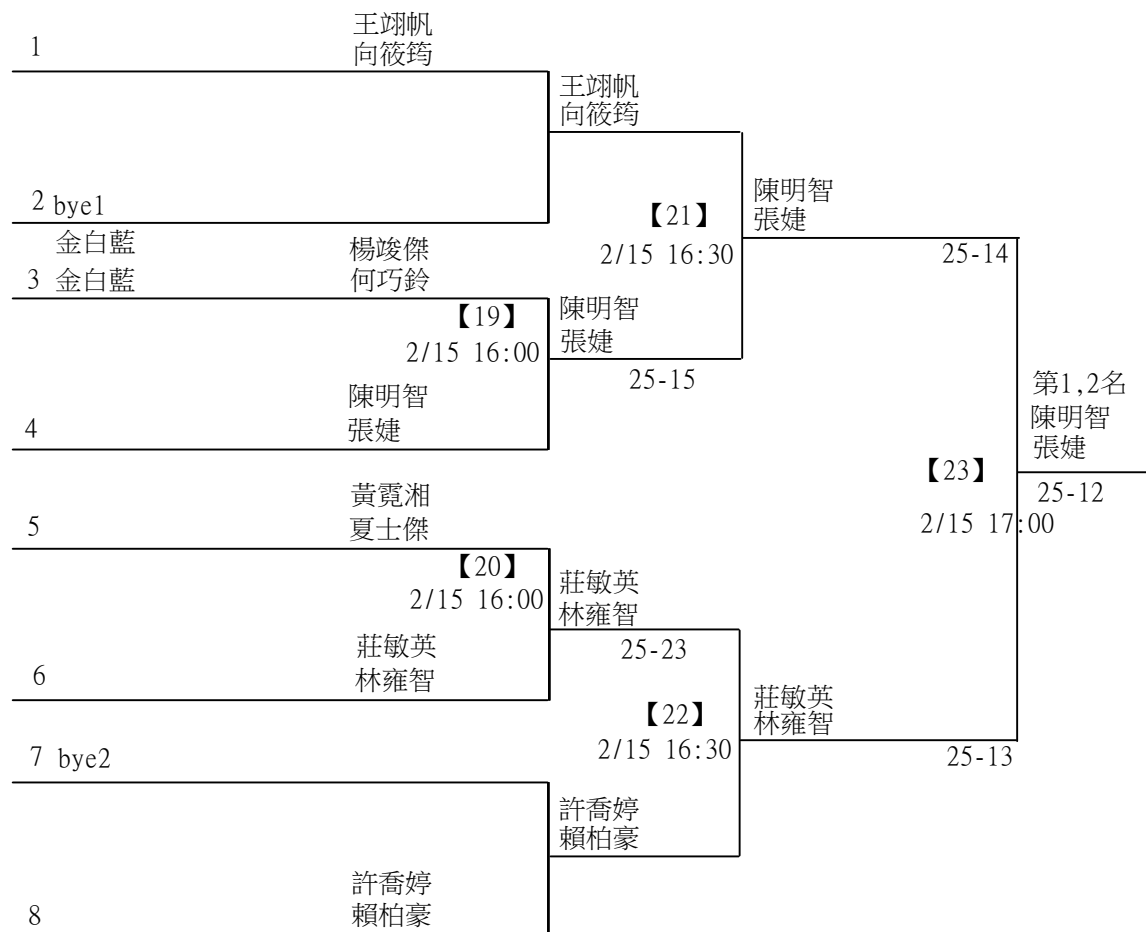 王翊帆
1 向筱筠
王翊帆
向筱筠
2 bye1
陳明智
張婕
【21】
2/15 16:30
25-14
金白藍 楊竣傑
3 金白藍 何巧鈴
【19】
2/15 16:00
陳明智
張婕
25-15
陳明智
4 張婕
第1,2名
陳明智
張婕
【23】
25-12
2/15 17:00
黃霓湘
5 夏士傑
【20】
2/15 16:00
莊敏英
林雍智
25-23
莊敏英
6 林雍智
【22】
2/15 16:30
莊敏英
林雍智
25-13
7 bye2
許喬婷
賴柏豪
許喬婷
8 賴柏豪